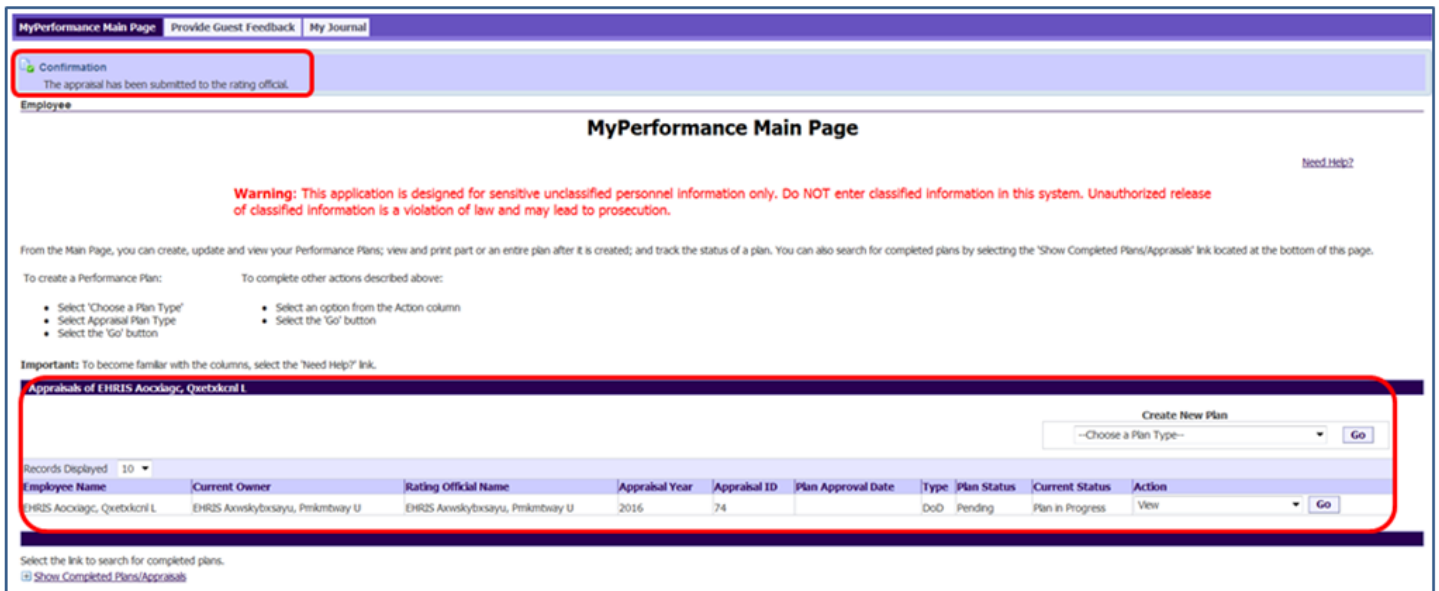 MyPerformance Main Page Provide Guest Feedback My Journal
Confirmation
The appraisal has been submitted to the rating official.
Employee
MyPerformance Main Page
Need Help?
Warning: This application is designed for sensitive unclassified personnel information only. Do NOT enter classified information in this system. Unauthorized release
of classified information is a violation of law and may lead to prosecution.
From the Main Page, you can create, update and view your Performance Plans; view and print part or an entire plan after it is created; and track the status of a plan. You can also search for completed plans by selecting the 'Show Completed Plans/Appraisals' link located at the bottom of this page.
To create a Performance Plan: To complete other actions described above:
• Select 'Choose a Plan Type' • Select an option from the Action column
• Select Appraisal Plan Type • Select the 'Go' button
• Select the 'Go' button
Important: To become familiar with the columns, select the 'Need Help?' link.
Appraisals of EHRIS Aocxiagc, Qxetxkcnl L
Create New Plan
--Choose a Plan Type-- Go
Records Displayed 10
Employee Name Current Owner Rating Official Name Appraisal Year Appraisal ID Plan Approval Date Type Plan Status Current Status Action
EHRIS Aocxiagc, Qxetxkcnl L EHRIS Axwskybxsayu, Pmkmtway U EHRIS Axwskybxsayu, Pmkmtway U 2016 74 DoD Pending Plan in Progress View Go
Select the link to search for completed plans.
Show Completed Plans/Appraisals